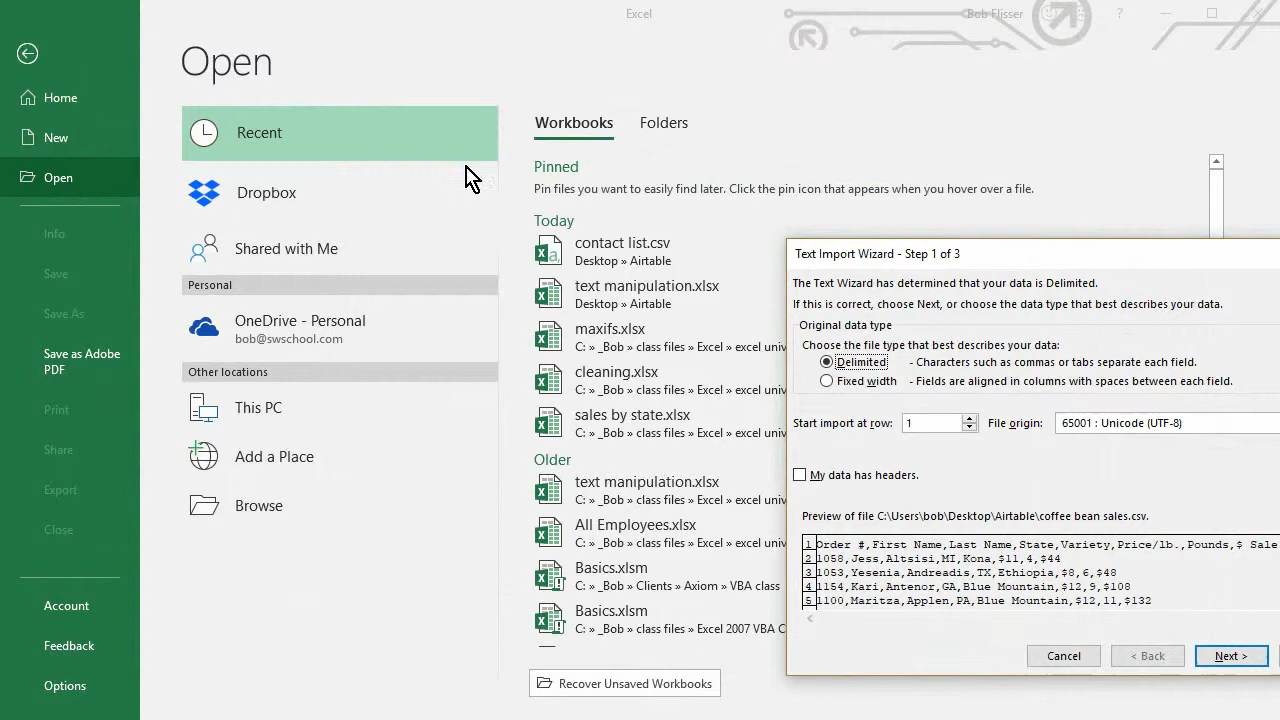 Excel
Bob Flisser
?
Open
Home
New
Open
Info
Save
Save As
Save as Adobe
PDF
Print
Share
Export
Close
Account
Feedback
Options
Recent
Dropbox
Shared with Me
Personal
OneDrive - Personal
bob@swschool.com
Other locations
This PC
Add a Place
Browse
Workbooks Folders
Pinned
Pin files you want to easily find later. Click the pin icon that appears when you hover over a file.
Today
contact list.csv
Desktop » Airtable
text manipulation.xlsx
Desktop » Airtable
maxifs.xlsx
C: » _Bob » class files » Excel » excel univ
cleaning.xlsx
C: » _Bob » class files » Excel » excel univ
sales by state.xlsx
C: » _Bob » class files » Excel » excel univ
Older
text manipulation.xlsx
C: » _Bob » class files » Excel » excel univ
All Employees.xlsx
C: » _Bob » class files » Excel » excel univ
Basics.xlsm
C: » _Bob » Clients » Axiom » VBA class
Basics.xlsm
C: » _Bob » class files » Excel 2007 VBA C
Recover Unsaved Workbooks
Text Import Wizard - Step 1 of 3
The Text Wizard has determined that your data is Delimited.
If this is correct, choose Next, or choose the data type that best describes your data.
Original data type
Choose the file type that best describes your data:
Delimited - Characters such as commas or tabs separate each field.
Fixed width - Fields are aligned in columns with spaces between each field.
Start import at row: 1 File origin: 65001 : Unicode (UTF-8)
My data has headers.
Preview of file C:\Users\bob\Desktop\Airtable\coffee bean sales.csv.
1 Order #,First Name,Last Name,State,Variety,Price/lb.,Pounds,$ Sale
2 1058,Jess,Altsisi,MI,Kona,$11,4,$44
3 1053,Yesenia,Andreadis,TX,Ethiopia,$8,6,$48
4 1154,Kari,Antenor,GA,Blue Mountain,$12,9,$108
5 1100,Maritza,Applen,PA,Blue Mountain,$12,11,$132
Cancel < Back Next >